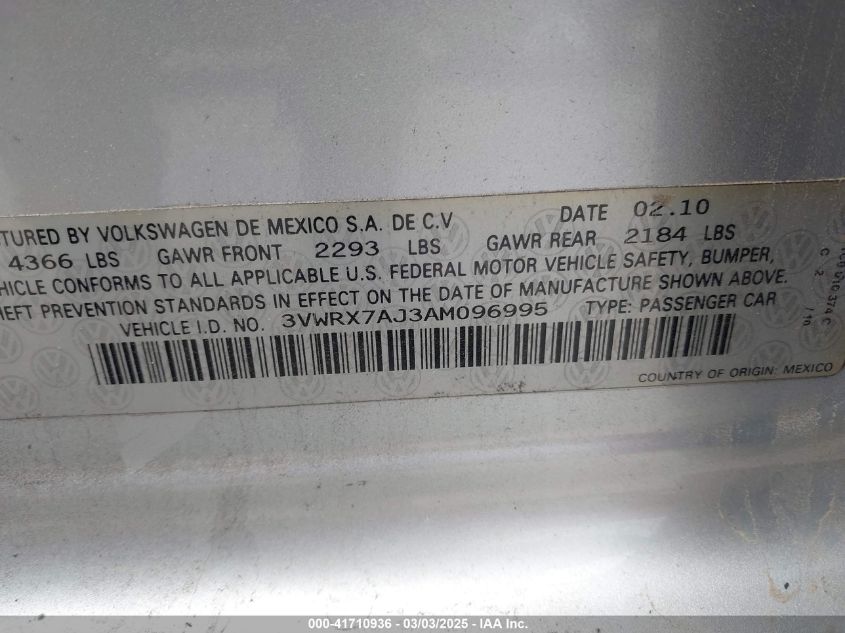 TURED BY VOLKSWAGEN DE MEXICO S.A. DE C.V DATE 02.10
4366 LBS GAWR FRONT 2293 LBS GAWR REAR 2184 LBS
HICLE CONFORMS TO ALL APPLICABLE U.S. FEDERAL MOTOR VEHICLE SAFETY, BUMPER,
HEFT PREVENTION STANDARDS IN EFFECT ON THE DATE OF MANUFACTURE SHOWN ABOVE.
VEHICLE I.D. NO. 3VWRX7AJ3AM096995 TYPE: PASSENGER CAR
COUNTRY OF ORIGIN: MEXICO
C 2 /10
000-41710936 - 03/03/2025 - IAA Inc.